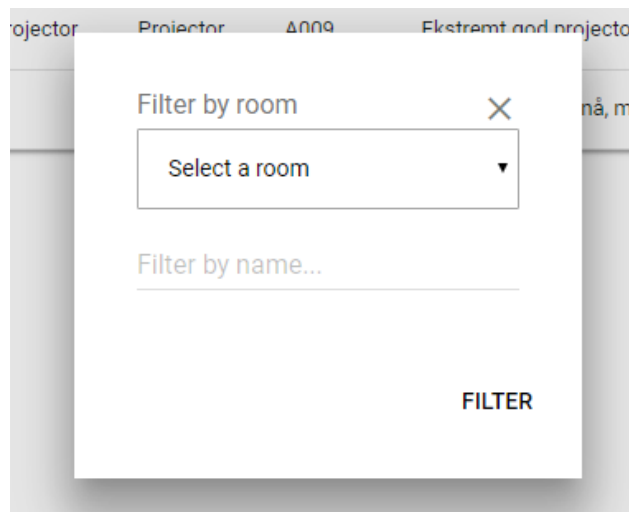 rojector Projector A009 Ekstremt god projecto
nå, m
Filter by room
Select a room
Filter by name...
FILTER